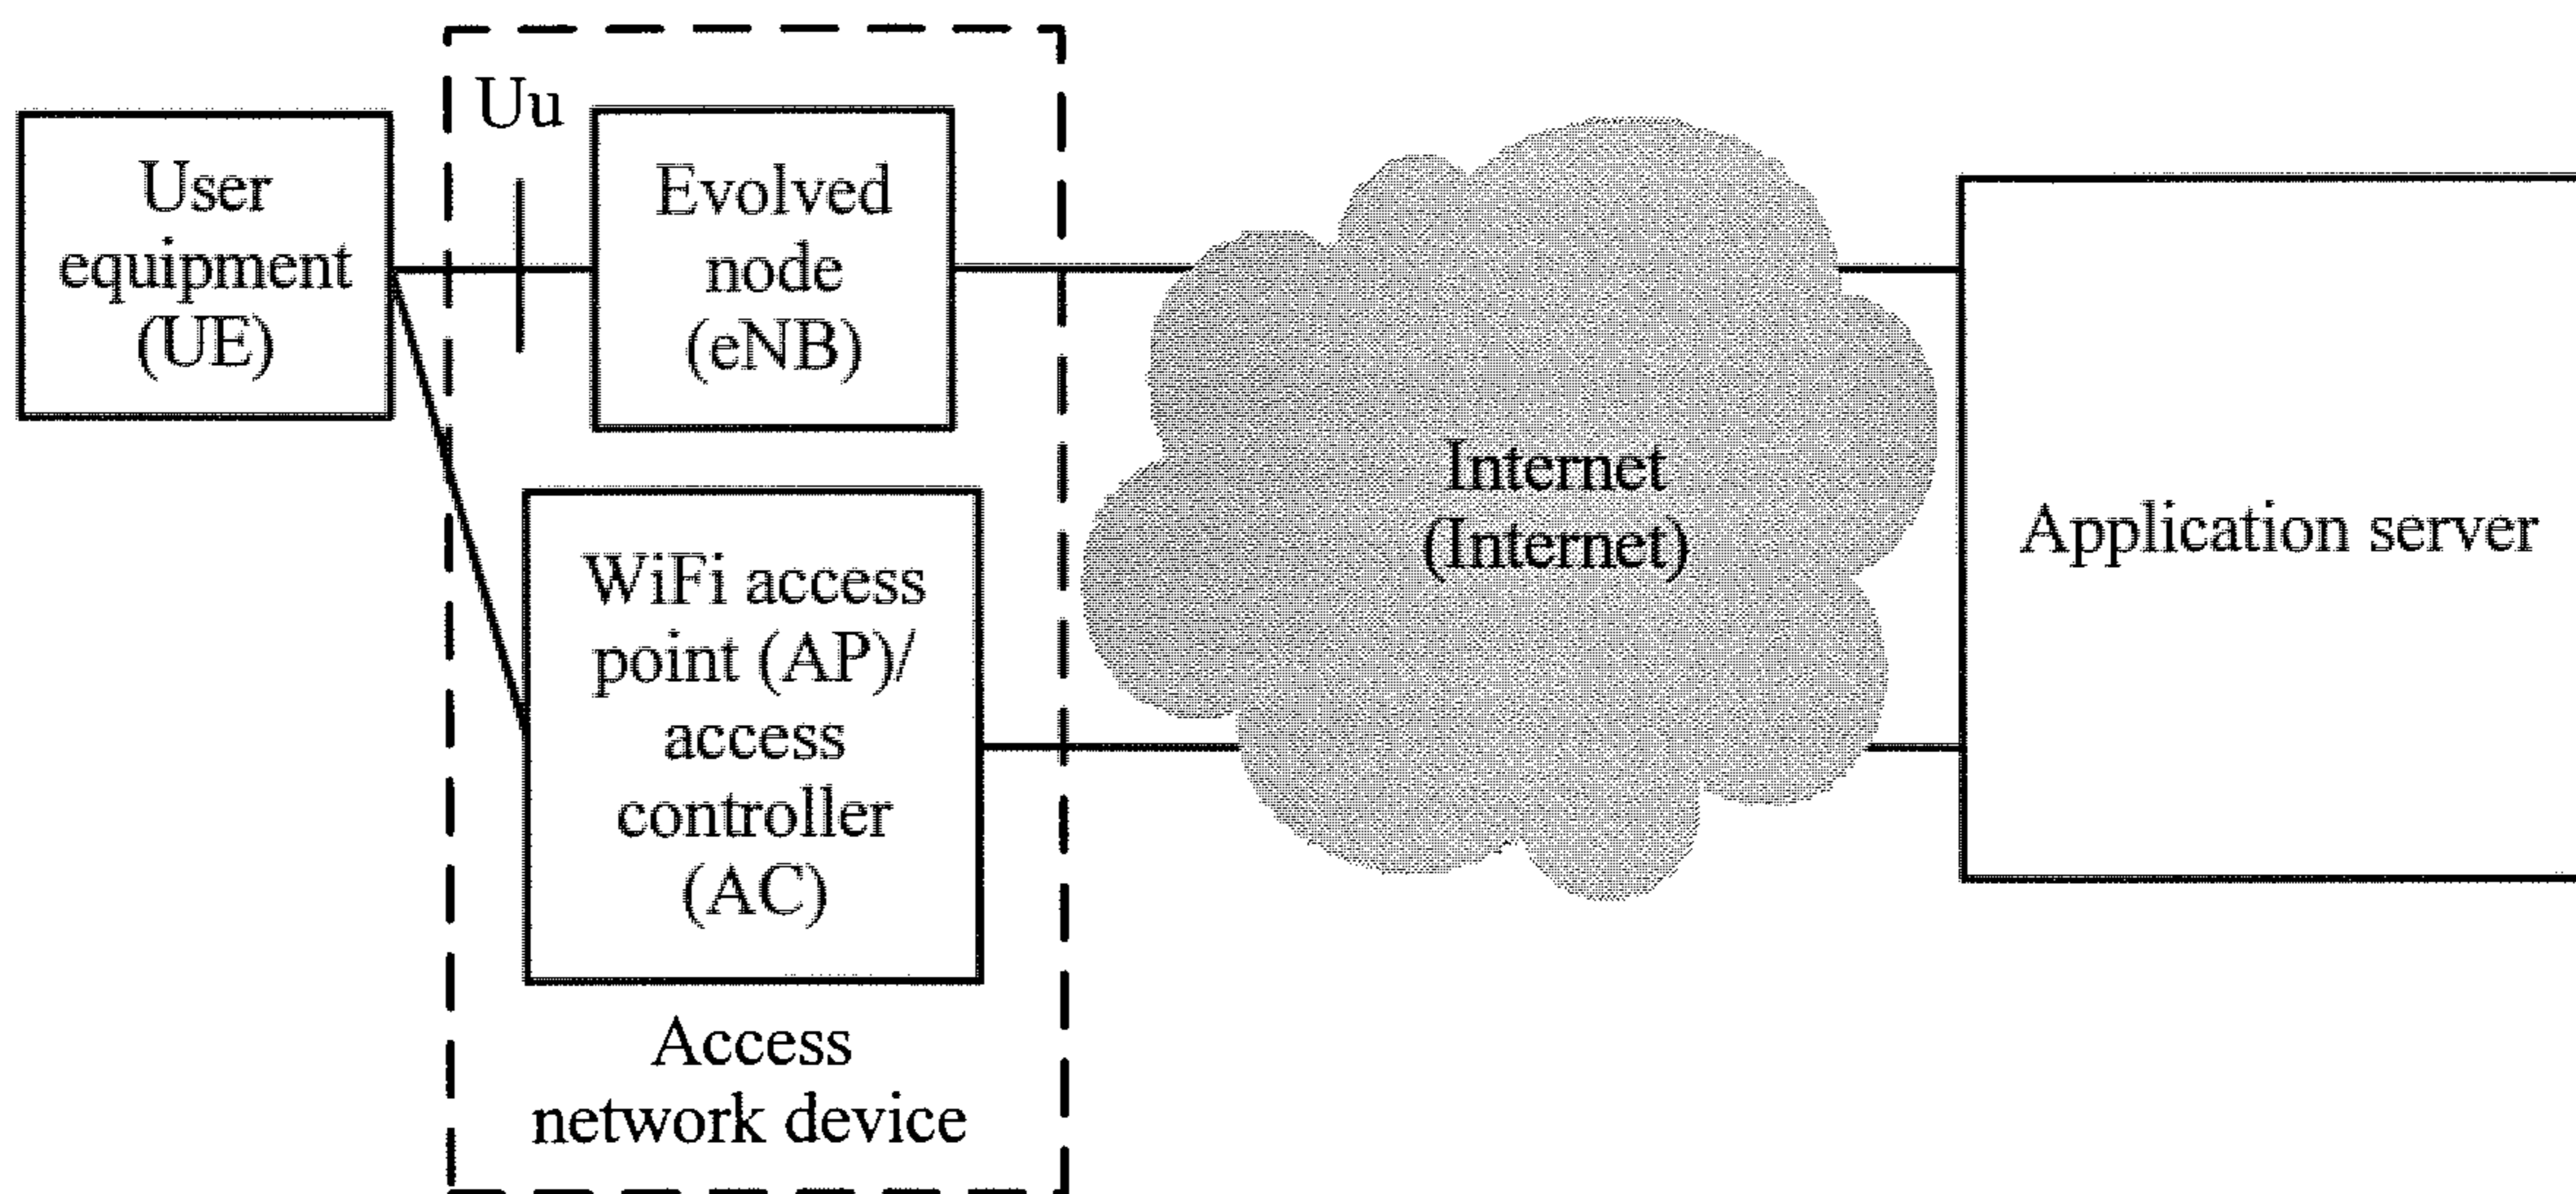 User
equipment
(UE)
Uu
Evolved
node
(eNB)
WiFi access
point (AP)/
access
controller
(AC)
Access
network device
Internet
(Internet)
Application server